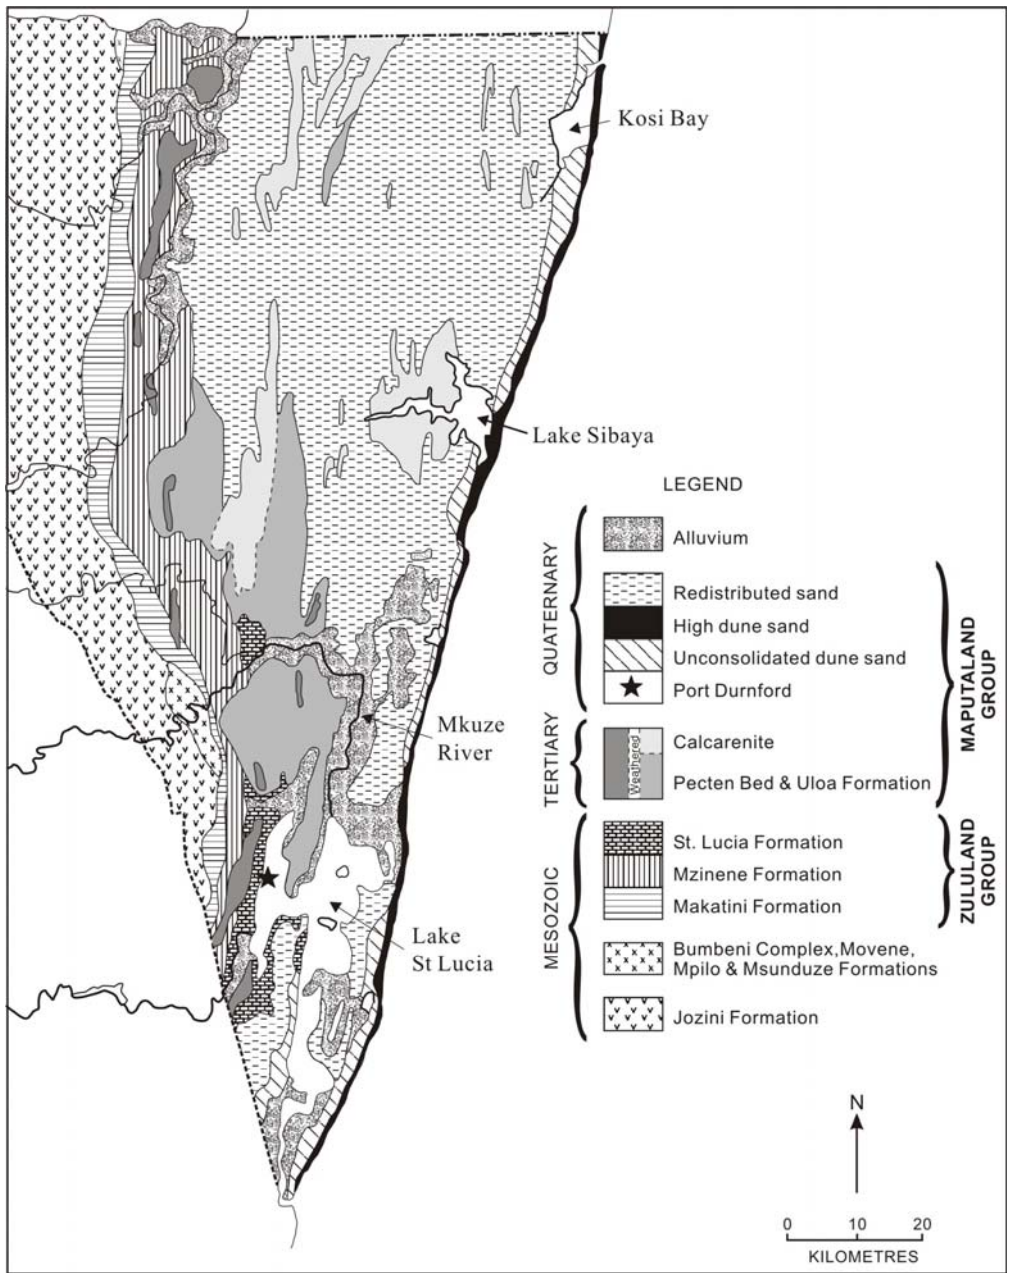 Kosi Bay
Lake Sibaya
LEGEND
QUATERNARY
Alluvium
Redistributed sand
High dune sand
Unconsolidated dune sand
Port Durnford
MAPUTALAND
GROUP
TERTIARY
Weathered
Calcarenite
Pecten Bed & Uloa Formation
Mkuze
River
MESOZOIC
St. Lucia Formation
Mzinene Formation
Makatini Formation
ZULULAND
GROUP
Bumbeni Complex, Movene,
Mpilo & Msunduze Formations
Jozini Formation
Lake
St Lucia
N
0 10 20
KILOMETRES